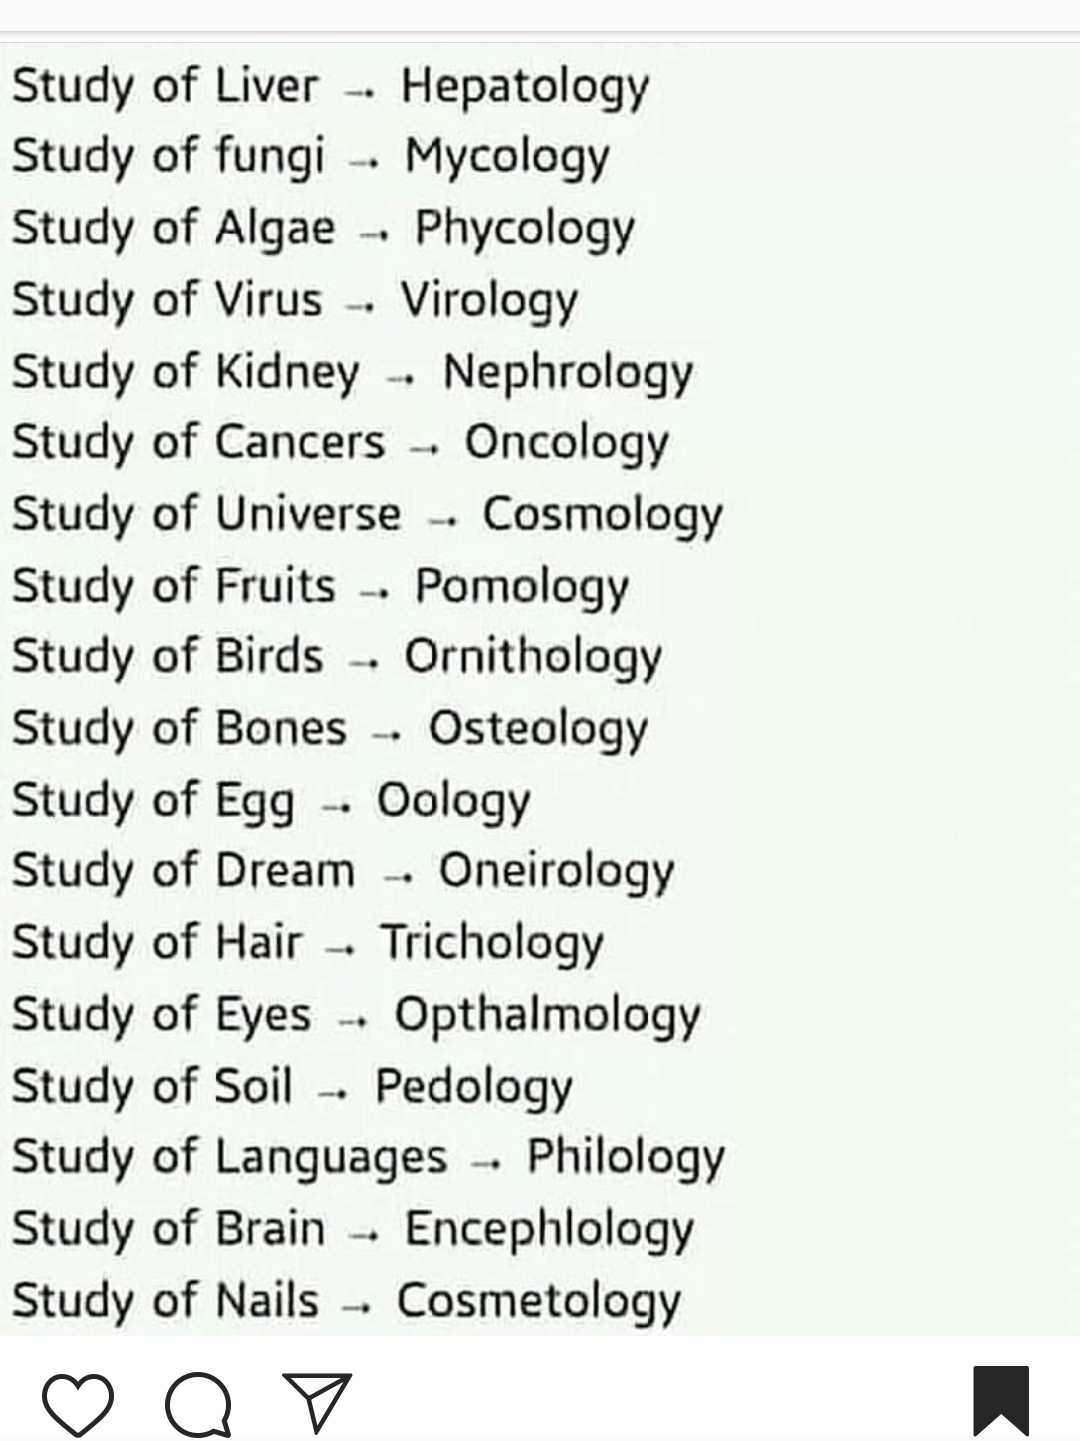 Study of Liver → Hepatology
Study of fungi → Mycology
Study of Algae → Phycology
Study of Virus → Virology
Study of Kidney → Nephrology
Study of Cancers → Oncology
Study of Universe → Cosmology
Study of Fruits → Pomology
Study of Birds → Ornithology
Study of Bones → Osteology
Study of Egg → Oology
Study of Dream → Oneirology
Study of Hair → Trichology
Study of Eyes → Opthalmology
Study of Soil → Pedology
Study of Languages → Philology
Study of Brain → Encephlology
Study of Nails → Cosmetology